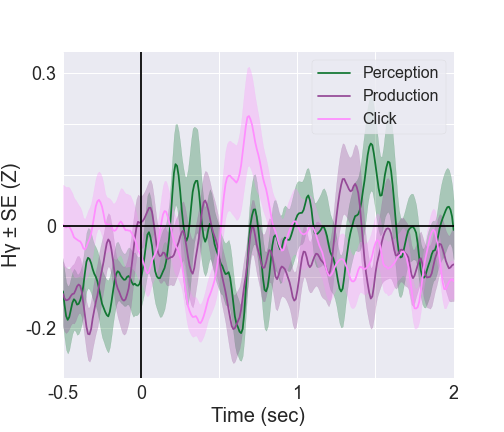 Hγ ± SE (Z)
0.3
0
-0.2
Perception
Production
Click
-0.5
0
1
2
Time (sec)